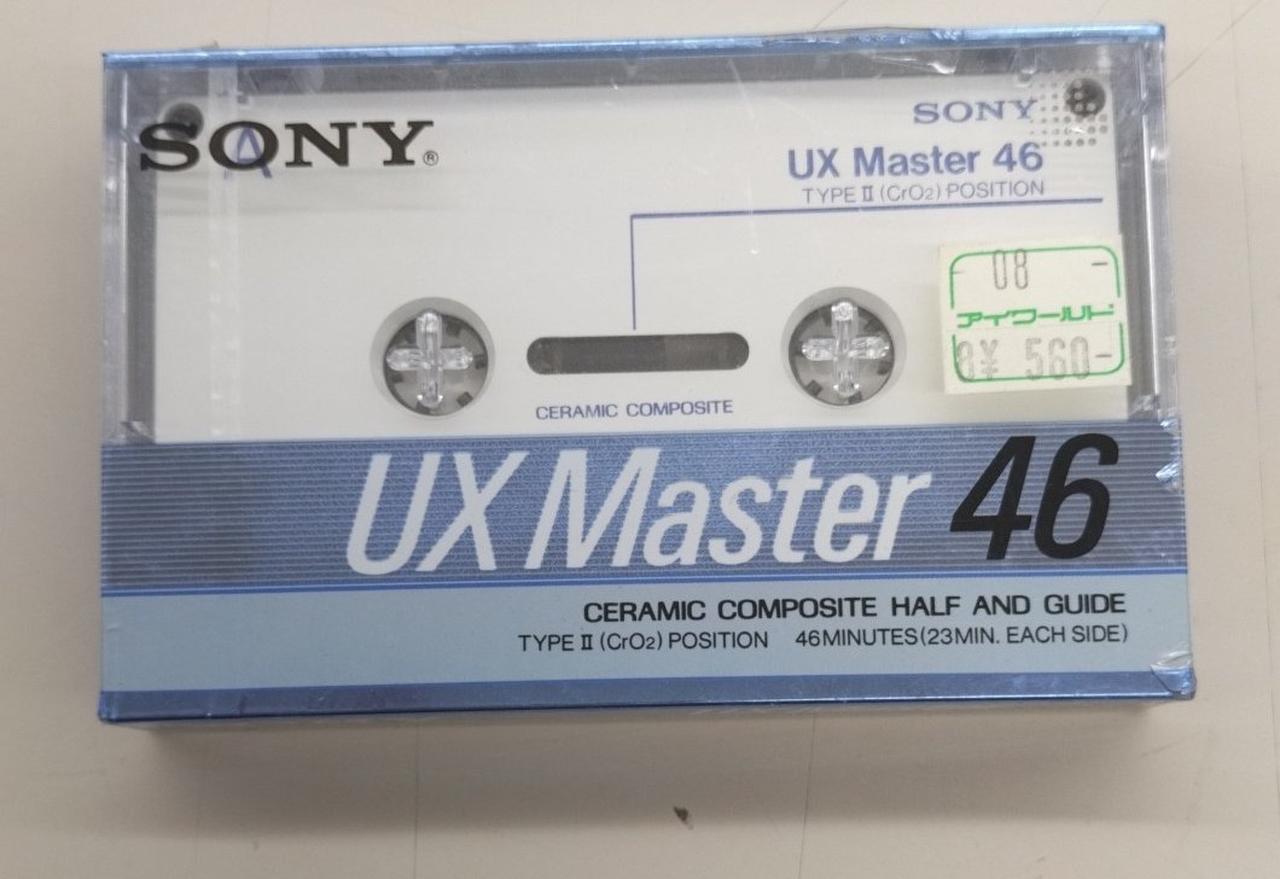 SONY®
A
SONY
UX Master 46
TYPE II (CrO2) POSITION
- 08 -
アイワールド
8¥ 560-
CERAMIC COMPOSITE
UX Master 46
CERAMIC COMPOSITE HALF AND GUIDE
TYPE II (CrO2) POSITION 46MINUTES(23MIN. EACH SIDE)